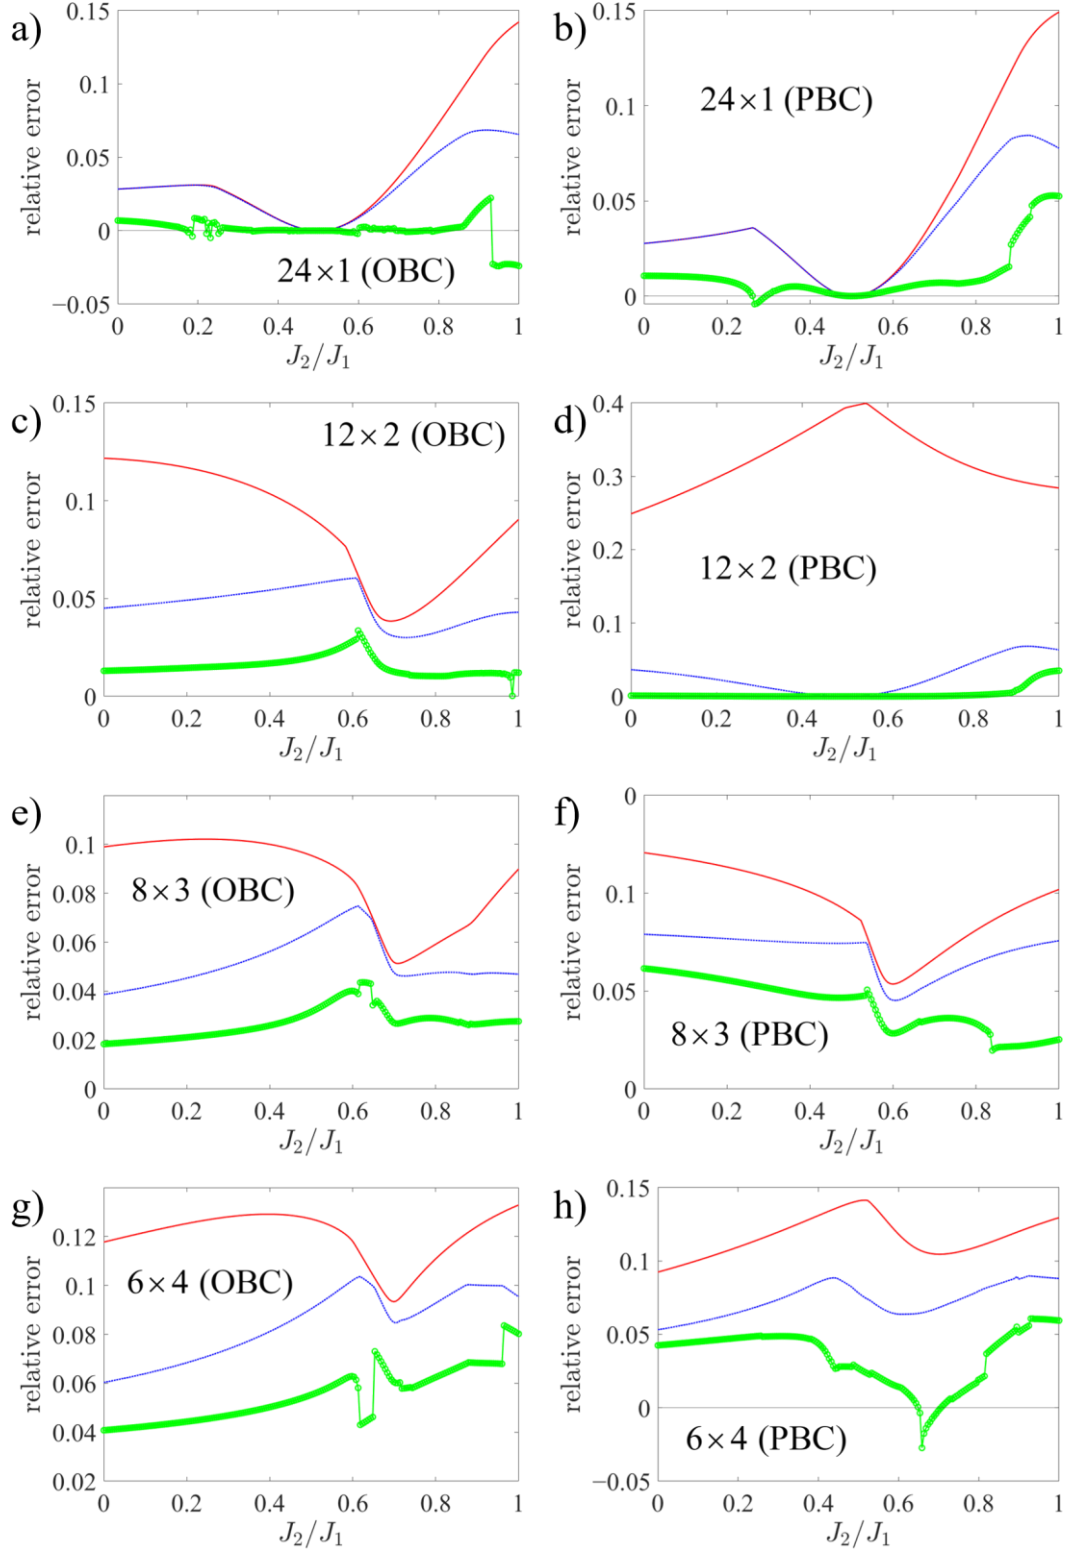 a)
0.15
0.1
0.05
0
−0.05
relative error
24×1 (OBC)
0 0.2 0.4 0.6 0.8 1
J₂/J₁
b)
0.15
0.1
0.05
0
relative error
24×1 (PBC)
0 0.2 0.4 0.6 0.8 1
J₂/J₁
c)
0.15
0.1
0.05
0
relative error
12×2 (OBC)
0 0.2 0.4 0.6 0.8 1
J₂/J₁
d)
0.4
0.3
0.2
0.1
0
relative error
12×2 (PBC)
0 0.2 0.4 0.6 0.8 1
J₂/J₁
e)
0.1
0.08
0.06
0.04
0.02
0
relative error
8×3 (OBC)
0 0.2 0.4 0.6 0.8 1
J₂/J₁
f)
0
0.1
0.05
0
relative error
8×3 (PBC)
0 0.2 0.4 0.6 0.8 1
J₂/J₁
g)
0.12
0.1
0.08
0.06
0.04
0.02
relative error
6×4 (OBC)
0 0.2 0.4 0.6 0.8 1
J₂/J₁
h)
0.15
0.1
0.05
0
−0.05
relative error
6×4 (PBC)
0 0.2 0.4 0.6 0.8 1
J₂/J₁